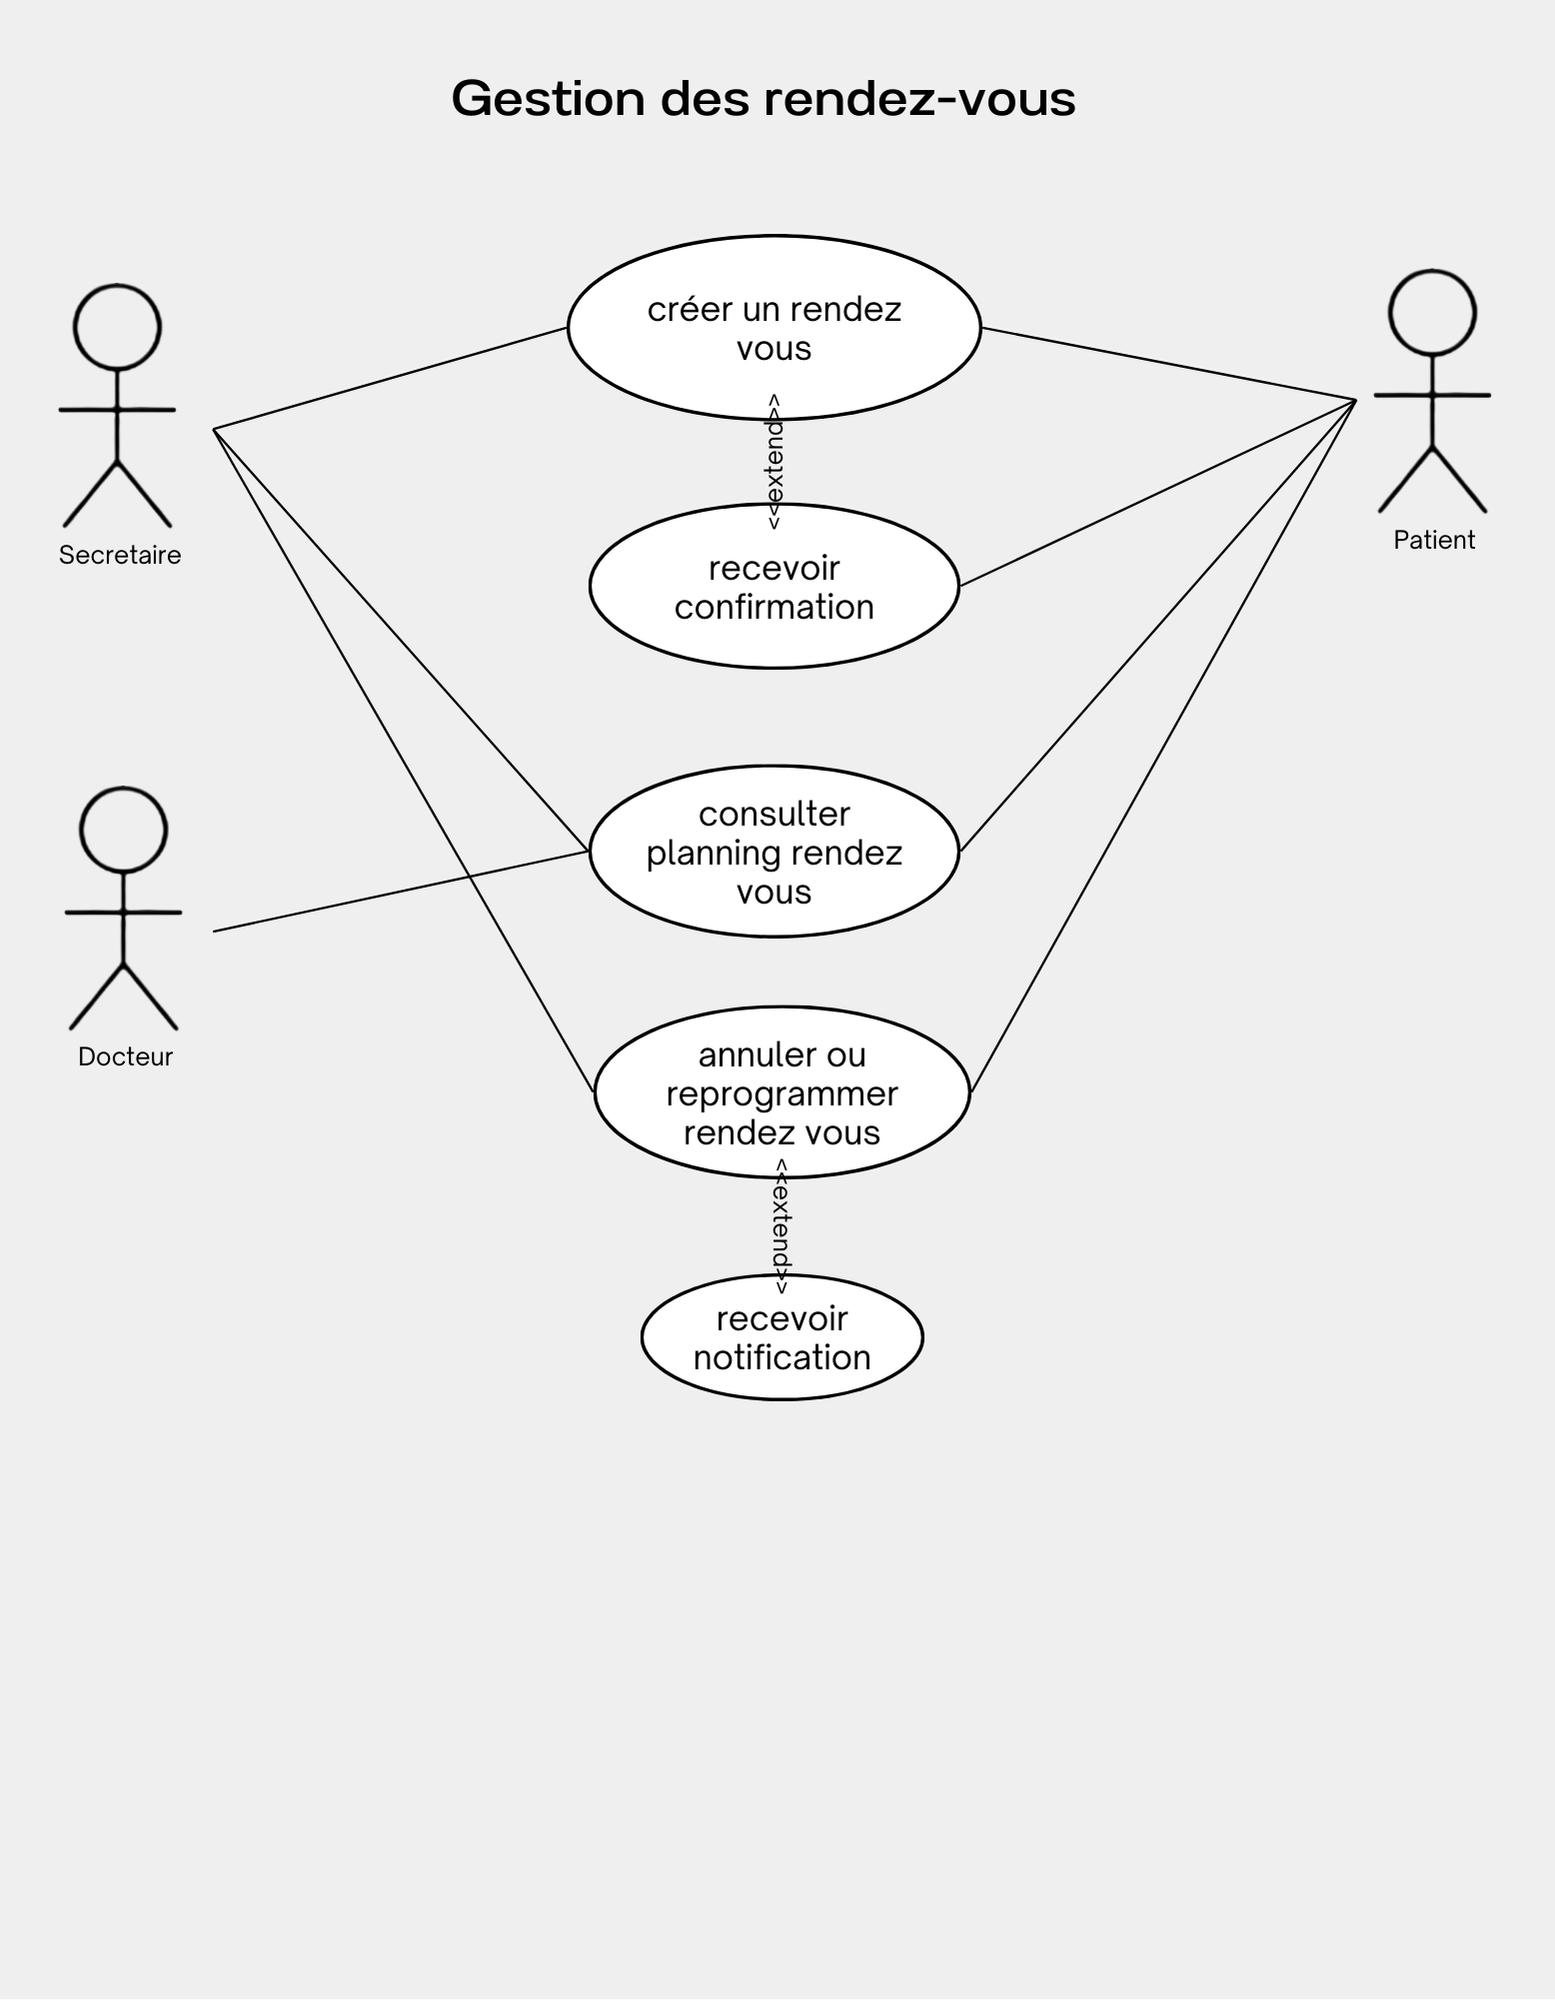 Gestion des rendez-vous
créer un rendez
vous
<<extend>>
Secretaire
Patient
recevoir
confirmation
consulter
planning rendez
vous
Docteur
annuler ou
reprogrammer
rendez vous
<<extend>>
recevoir
notification